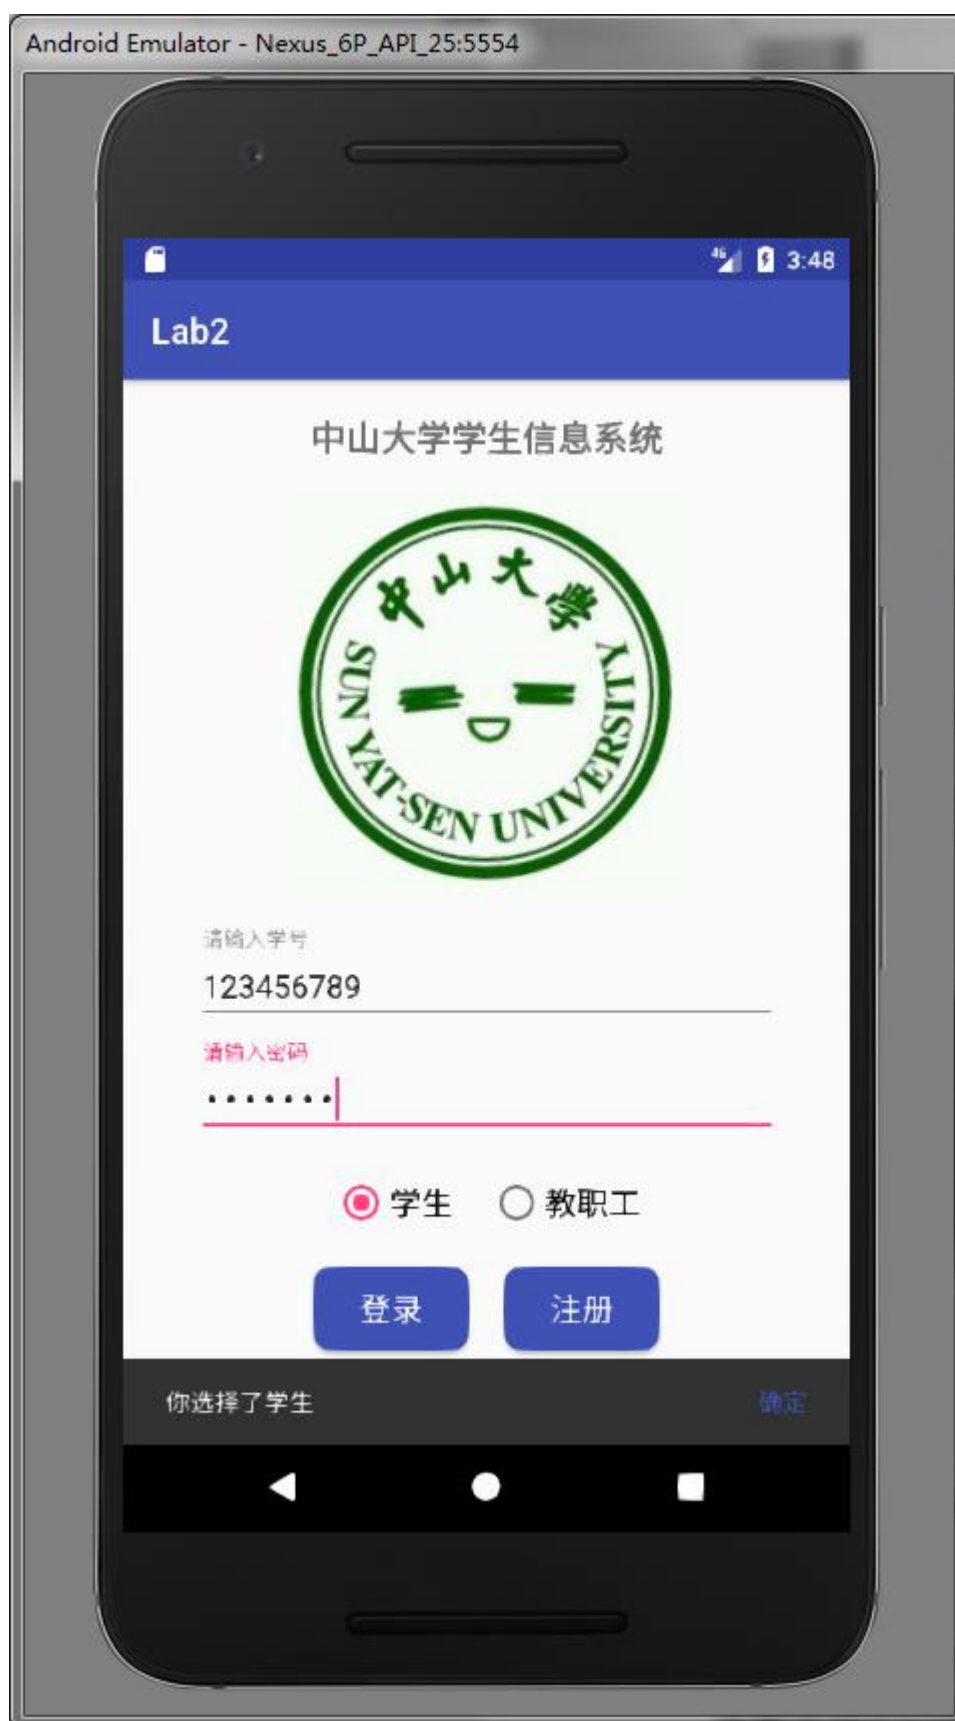 Android Emulator - Nexus_6P_API_25:5554
4G 3:48
Lab2
中山大学学生信息系统
中山大學
SUN YAT-SEN UNIVERSITY
请输入学号
123456789
请输入密码
•••••••
学生 教职工
登录 注册
你选择了学生 确定